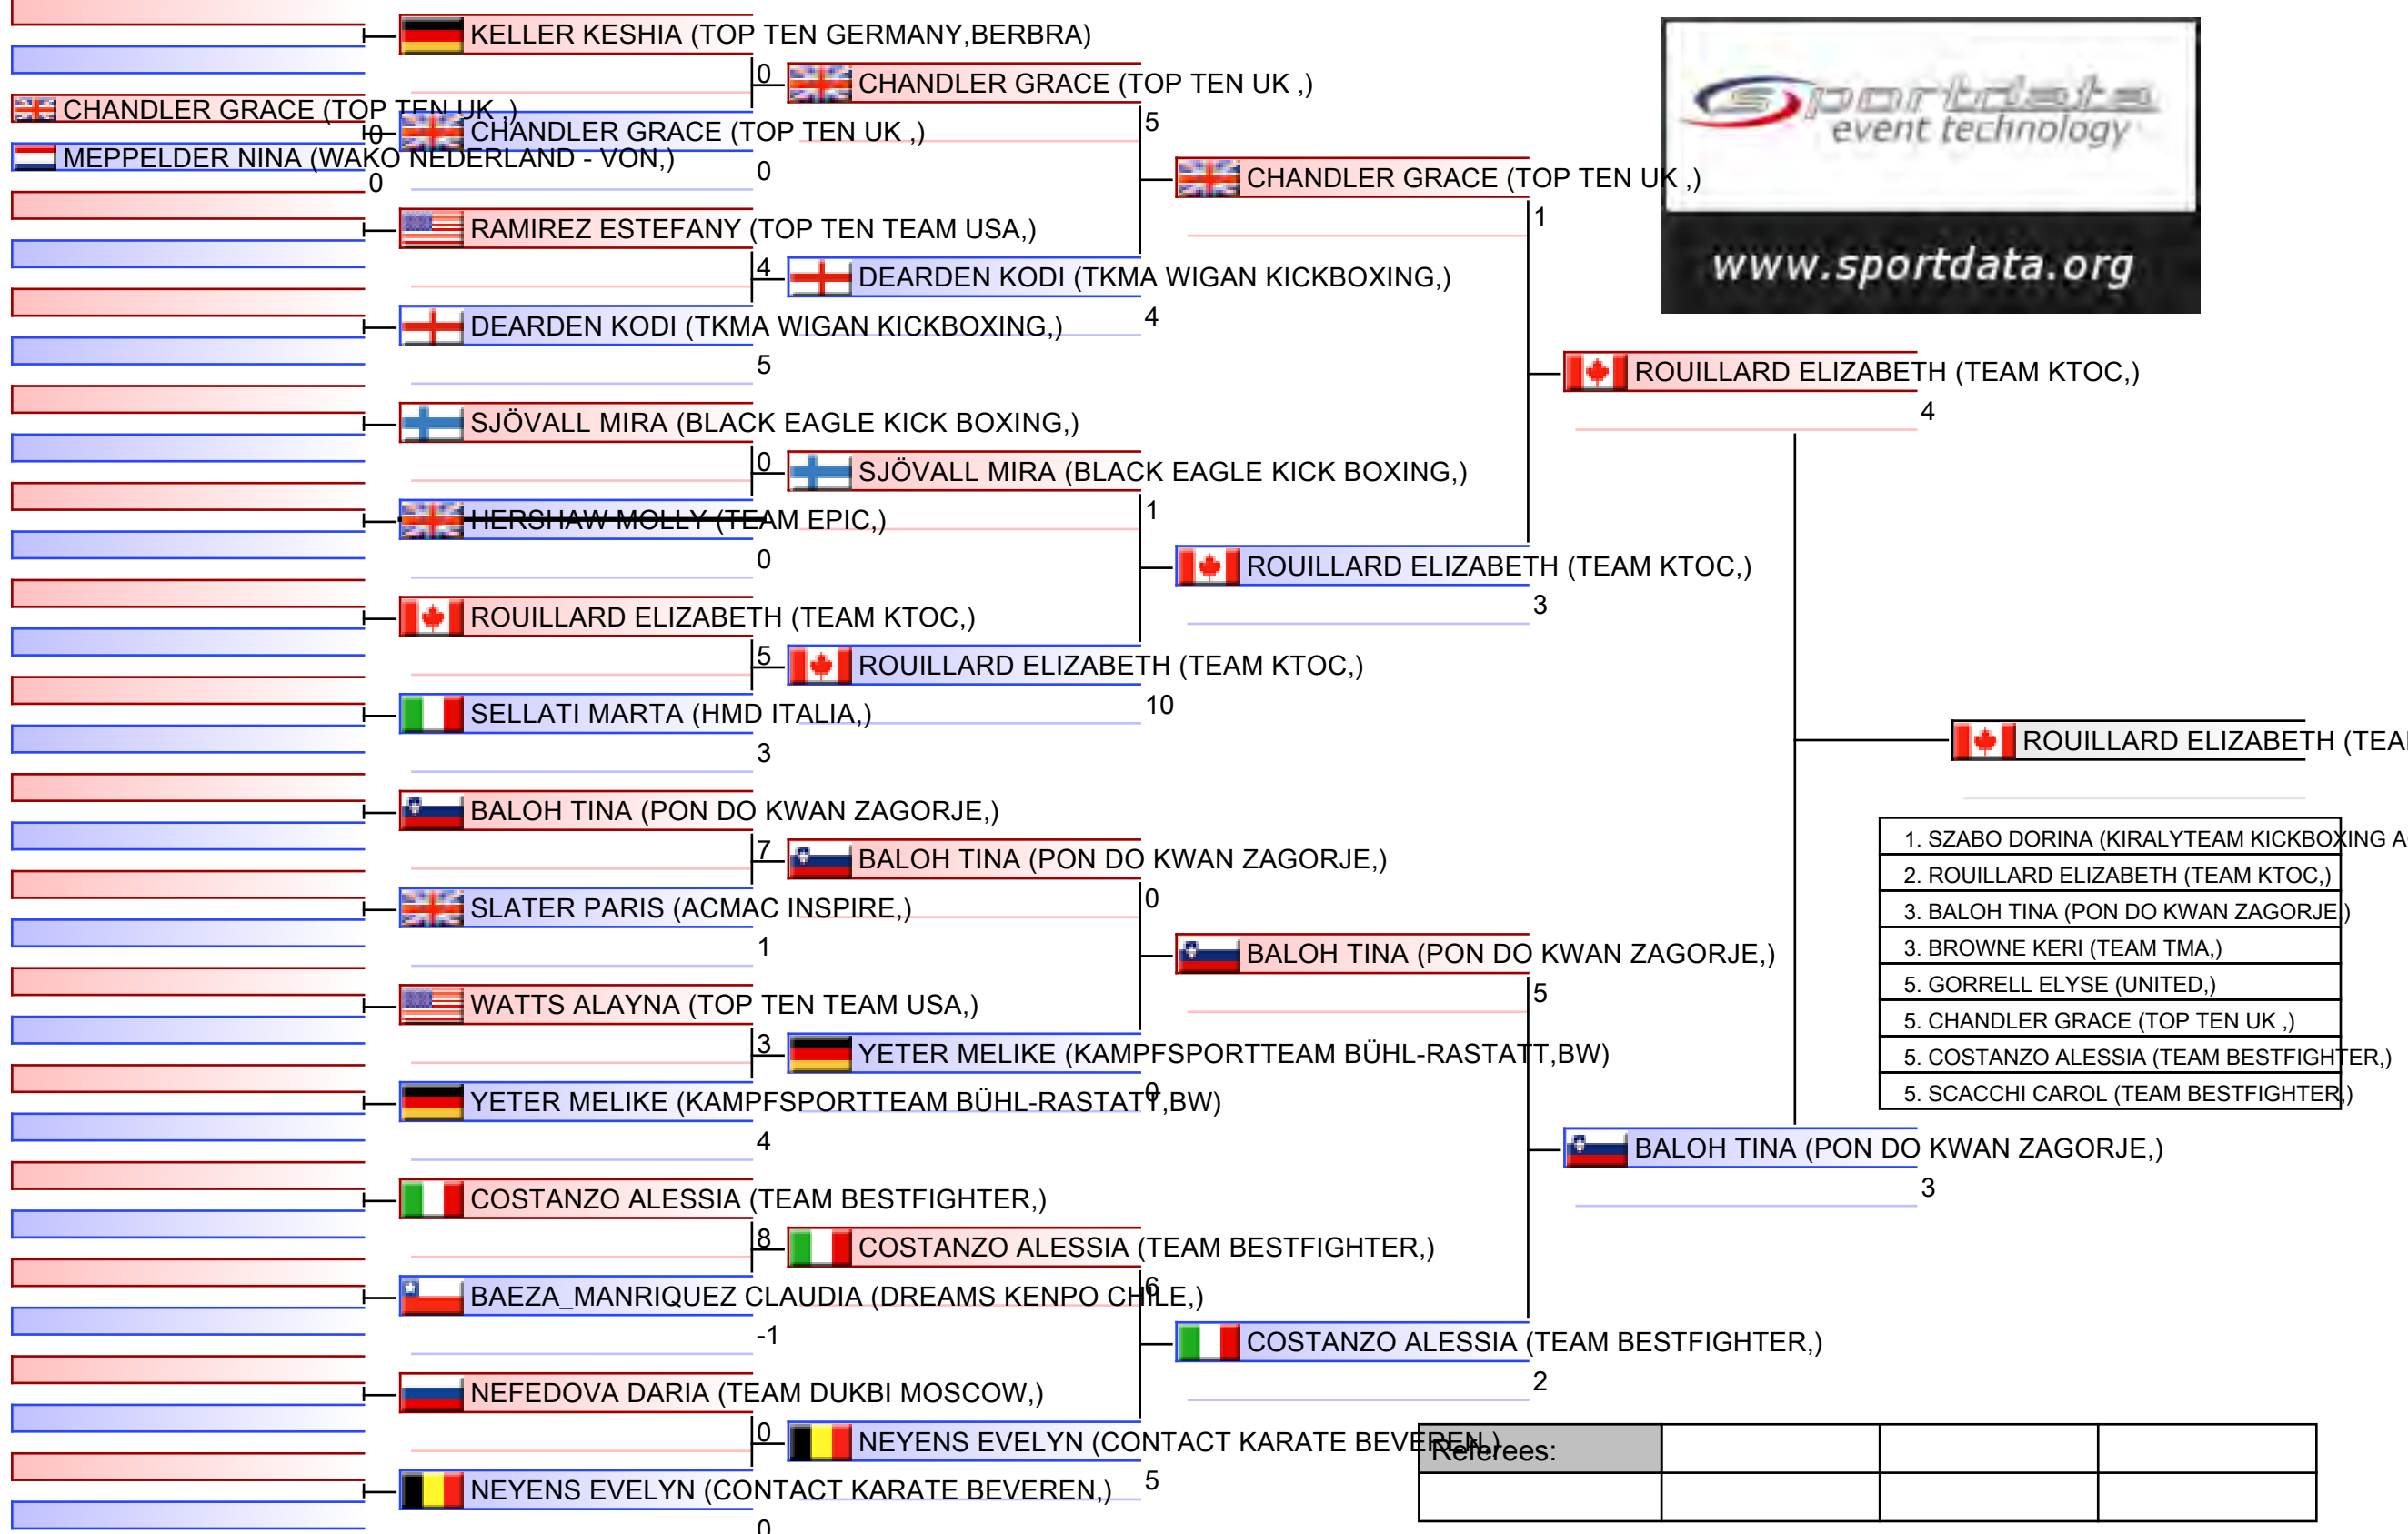 KELLER KESHIA (TOP TEN GERMANY,BERBRA)
0
CHANDLER GRACE (TOP TEN UK ,)
0
MEPPELDER NINA (WAKO NEDERLAND - VON,)
0
CHANDLER GRACE (TOP TEN UK ,)
0
RAMIREZ ESTEFANY (TOP TEN TEAM USA,)
4
DEARDEN KODI (TKMA WIGAN KICKBOXING,)
5
SJÖVALL MIRA (BLACK EAGLE KICK BOXING,)
0
HERSHAW MOLLY (TEAM EPIC,)
0
ROUILLARD ELIZABETH (TEAM KTOC,)
5
SELLATI MARTA (HMD ITALIA,)
3
BALOH TINA (PON DO KWAN ZAGORJE,)
7
SLATER PARIS (ACMAC INSPIRE,)
1
WATTS ALAYNA (TOP TEN TEAM USA,)
3
YETER MELIKE (KAMPFSPORTTEAM BÜHL-RASTATT,BW)
4
COSTANZO ALESSIA (TEAM BESTFIGHTER,)
8
BAEZA_MANRIQUEZ CLAUDIA (DREAMS KENPO CHILE,)
-1
NEFEDOVA DARIA (TEAM DUKBI MOSCOW,)
0
NEYENS EVELYN (CONTACT KARATE BEVEREN,)
0
CHANDLER GRACE (TOP TEN UK ,)
5
DEARDEN KODI (TKMA WIGAN KICKBOXING,)
4
SJÖVALL MIRA (BLACK EAGLE KICK BOXING,)
1
ROUILLARD ELIZABETH (TEAM KTOC,)
10
BALOH TINA (PON DO KWAN ZAGORJE,)
0
YETER MELIKE (KAMPFSPORTTEAM BÜHL-RASTATT,BW)
0
COSTANZO ALESSIA (TEAM BESTFIGHTER,)
6
NEYENS EVELYN (CONTACT KARATE BEVEREN,)
5
CHANDLER GRACE (TOP TEN UK ,)
1
ROUILLARD ELIZABETH (TEAM KTOC,)
3
BALOH TINA (PON DO KWAN ZAGORJE,)
5
COSTANZO ALESSIA (TEAM BESTFIGHTER,)
2
ROUILLARD ELIZABETH (TEAM KTOC,)
4
BALOH TINA (PON DO KWAN ZAGORJE,)
3
ROUILLARD ELIZABETH (TEA
sportdata
event technology
www.sportdata.org
1. SZABO DORINA (KIRALYTEAM KICKBOXING A
2. ROUILLARD ELIZABETH (TEAM KTOC,)
3. BALOH TINA (PON DO KWAN ZAGORJE,)
3. BROWNE KERI (TEAM TMA,)
5. GORRELL ELYSE (UNITED,)
5. CHANDLER GRACE (TOP TEN UK ,)
5. COSTANZO ALESSIA (TEAM BESTFIGHTER,)
5. SCACCHI CAROL (TEAM BESTFIGHTER,)
Referees: